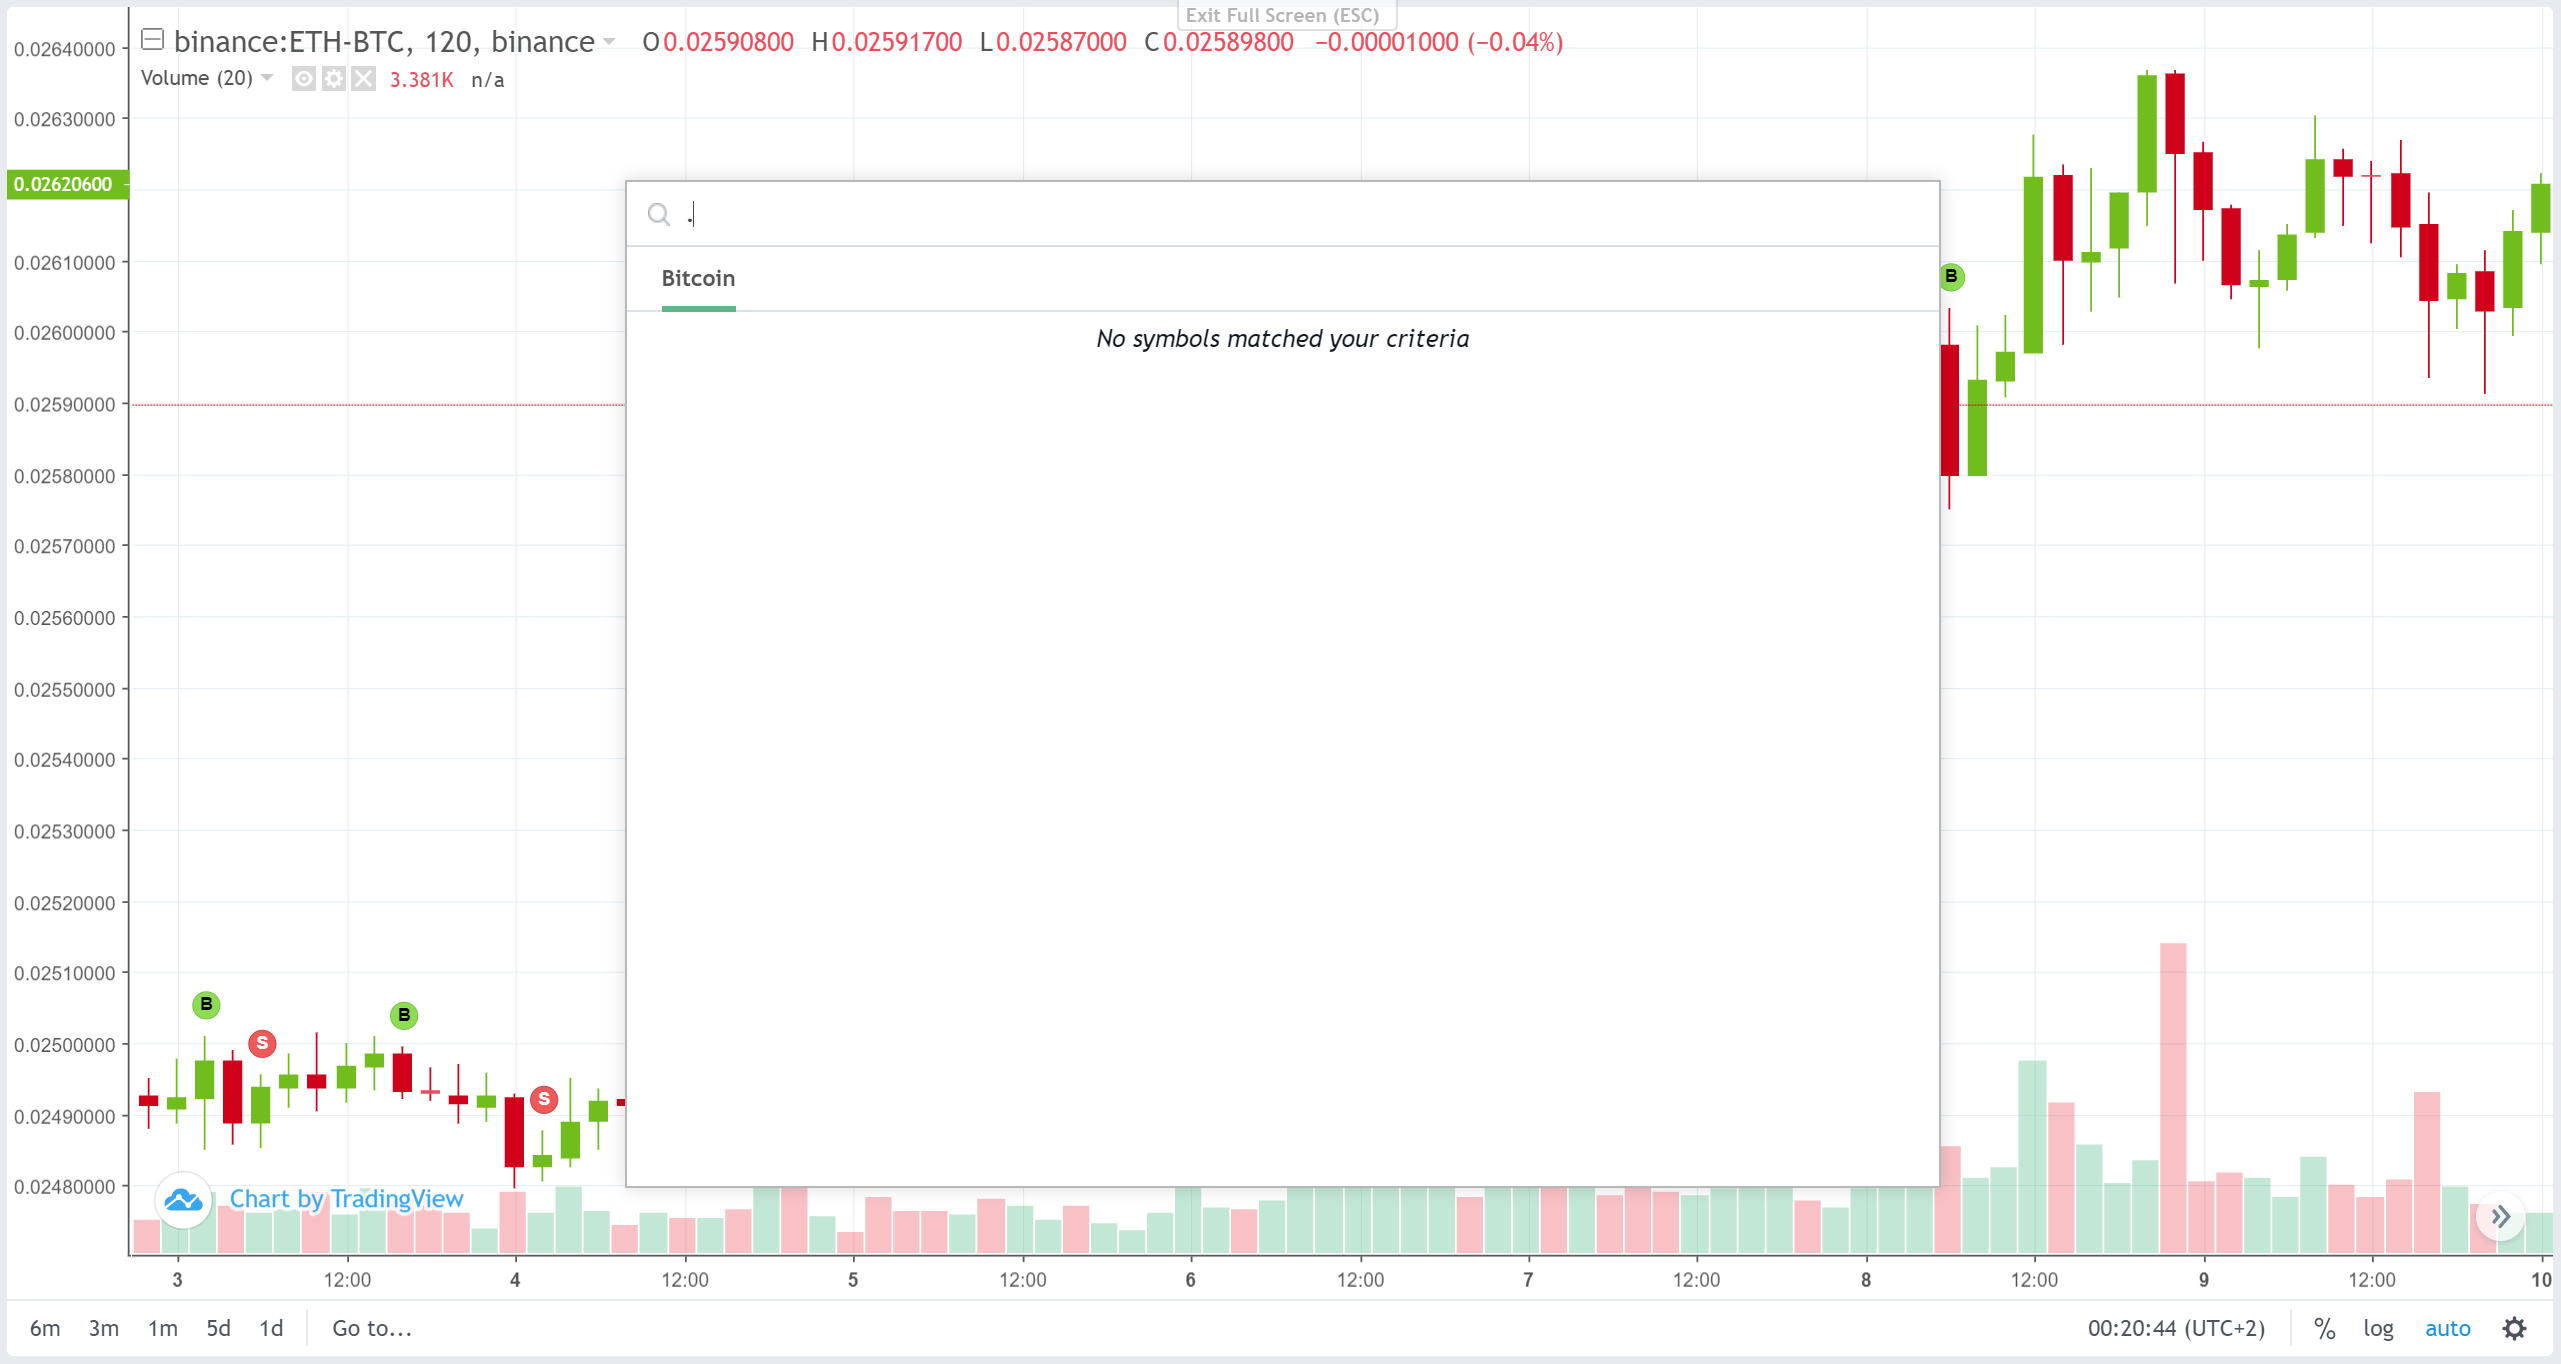 Exit Full Screen (ESC)
binance:ETH-BTC, 120, binance O0.02590800 H0.02591700 L0.02587000 C0.02589800 −0.00001000 (−0.04%)
Volume (20) 3.381K n/a
0.02640000
0.02630000
0.02620600
0.02610000
0.02600000
0.02590000
0.02580000
0.02570000
0.02560000
0.02550000
0.02540000
0.02530000
0.02520000
0.02510000
0.02500000
0.02490000
0.02480000
.
Bitcoin
No symbols matched your criteria
B
B
S
B
S
Chart by TradingView
3 12:00 4 12:00 5 12:00 6 12:00 7 12:00 8 12:00 9 12:00 10
6m 3m 1m 5d 1d Go to... 00:20:44 (UTC+2) % log auto